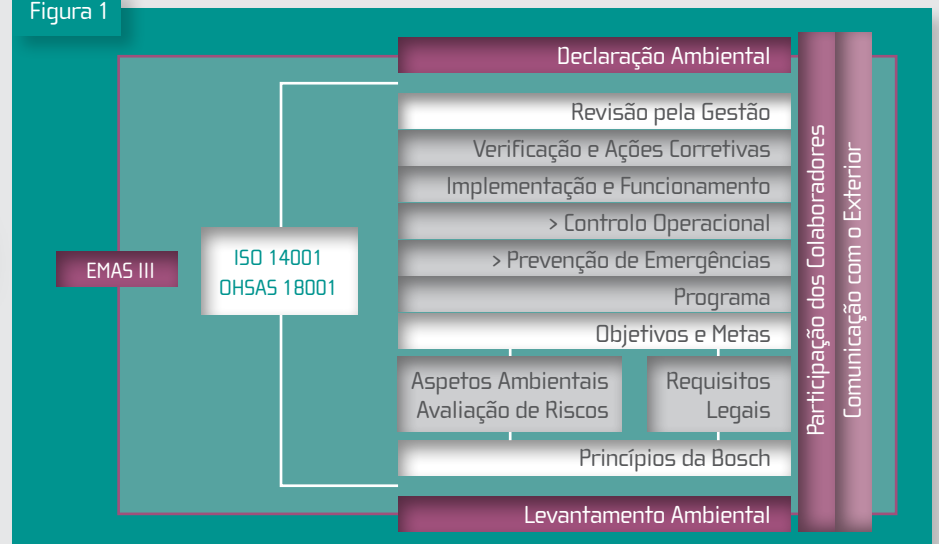 Figura 1
Declaração Ambiental
Revisão pela Gestão
Verificação e Ações Corretivas
Implementação e Funcionamento
> Controlo Operacional
> Prevenção de Emergências
Programa
Objetivos e Metas
Aspetos Ambientais
Avaliação de Riscos
Requisitos
Legais
Princípios da Bosch
Levantamento Ambiental
EMAS III
ISO 14001
OHSAS 18001
Participação dos Colaboradores
Comunicação com o Exterior